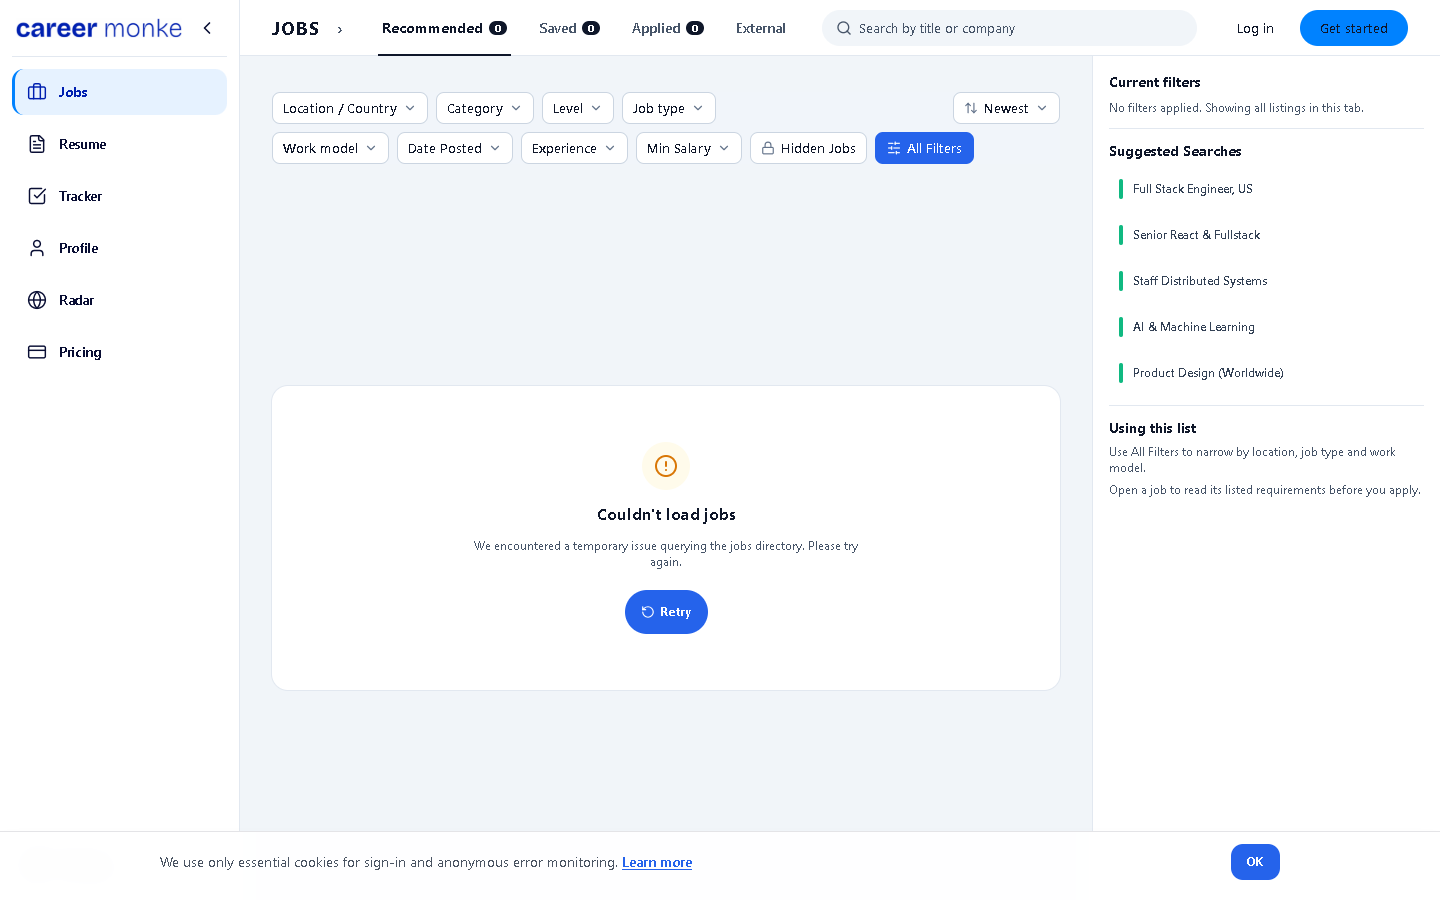 career monke
Jobs
Resume
Tracker
Profile
Radar
Pricing
JOBS ›
Recommended 0
Saved 0
Applied 0
External
Search by title or company
Log in
Get started
Location / Country
Category
Level
Job type
Newest
Work model
Date Posted
Experience
Min Salary
Hidden Jobs
All Filters
Couldn't load jobs
We encountered a temporary issue querying the jobs directory. Please try
again.
Retry
Current filters
No filters applied. Showing all listings in this tab.
Suggested Searches
Full Stack Engineer, US
Senior React & Fullstack
Staff Distributed Systems
AI & Machine Learning
Product Design (Worldwide)
Using this list
Use All Filters to narrow by location, job type and work
model.
Open a job to read its listed requirements before you apply.
We use only essential cookies for sign-in and anonymous error monitoring. Learn more
OK